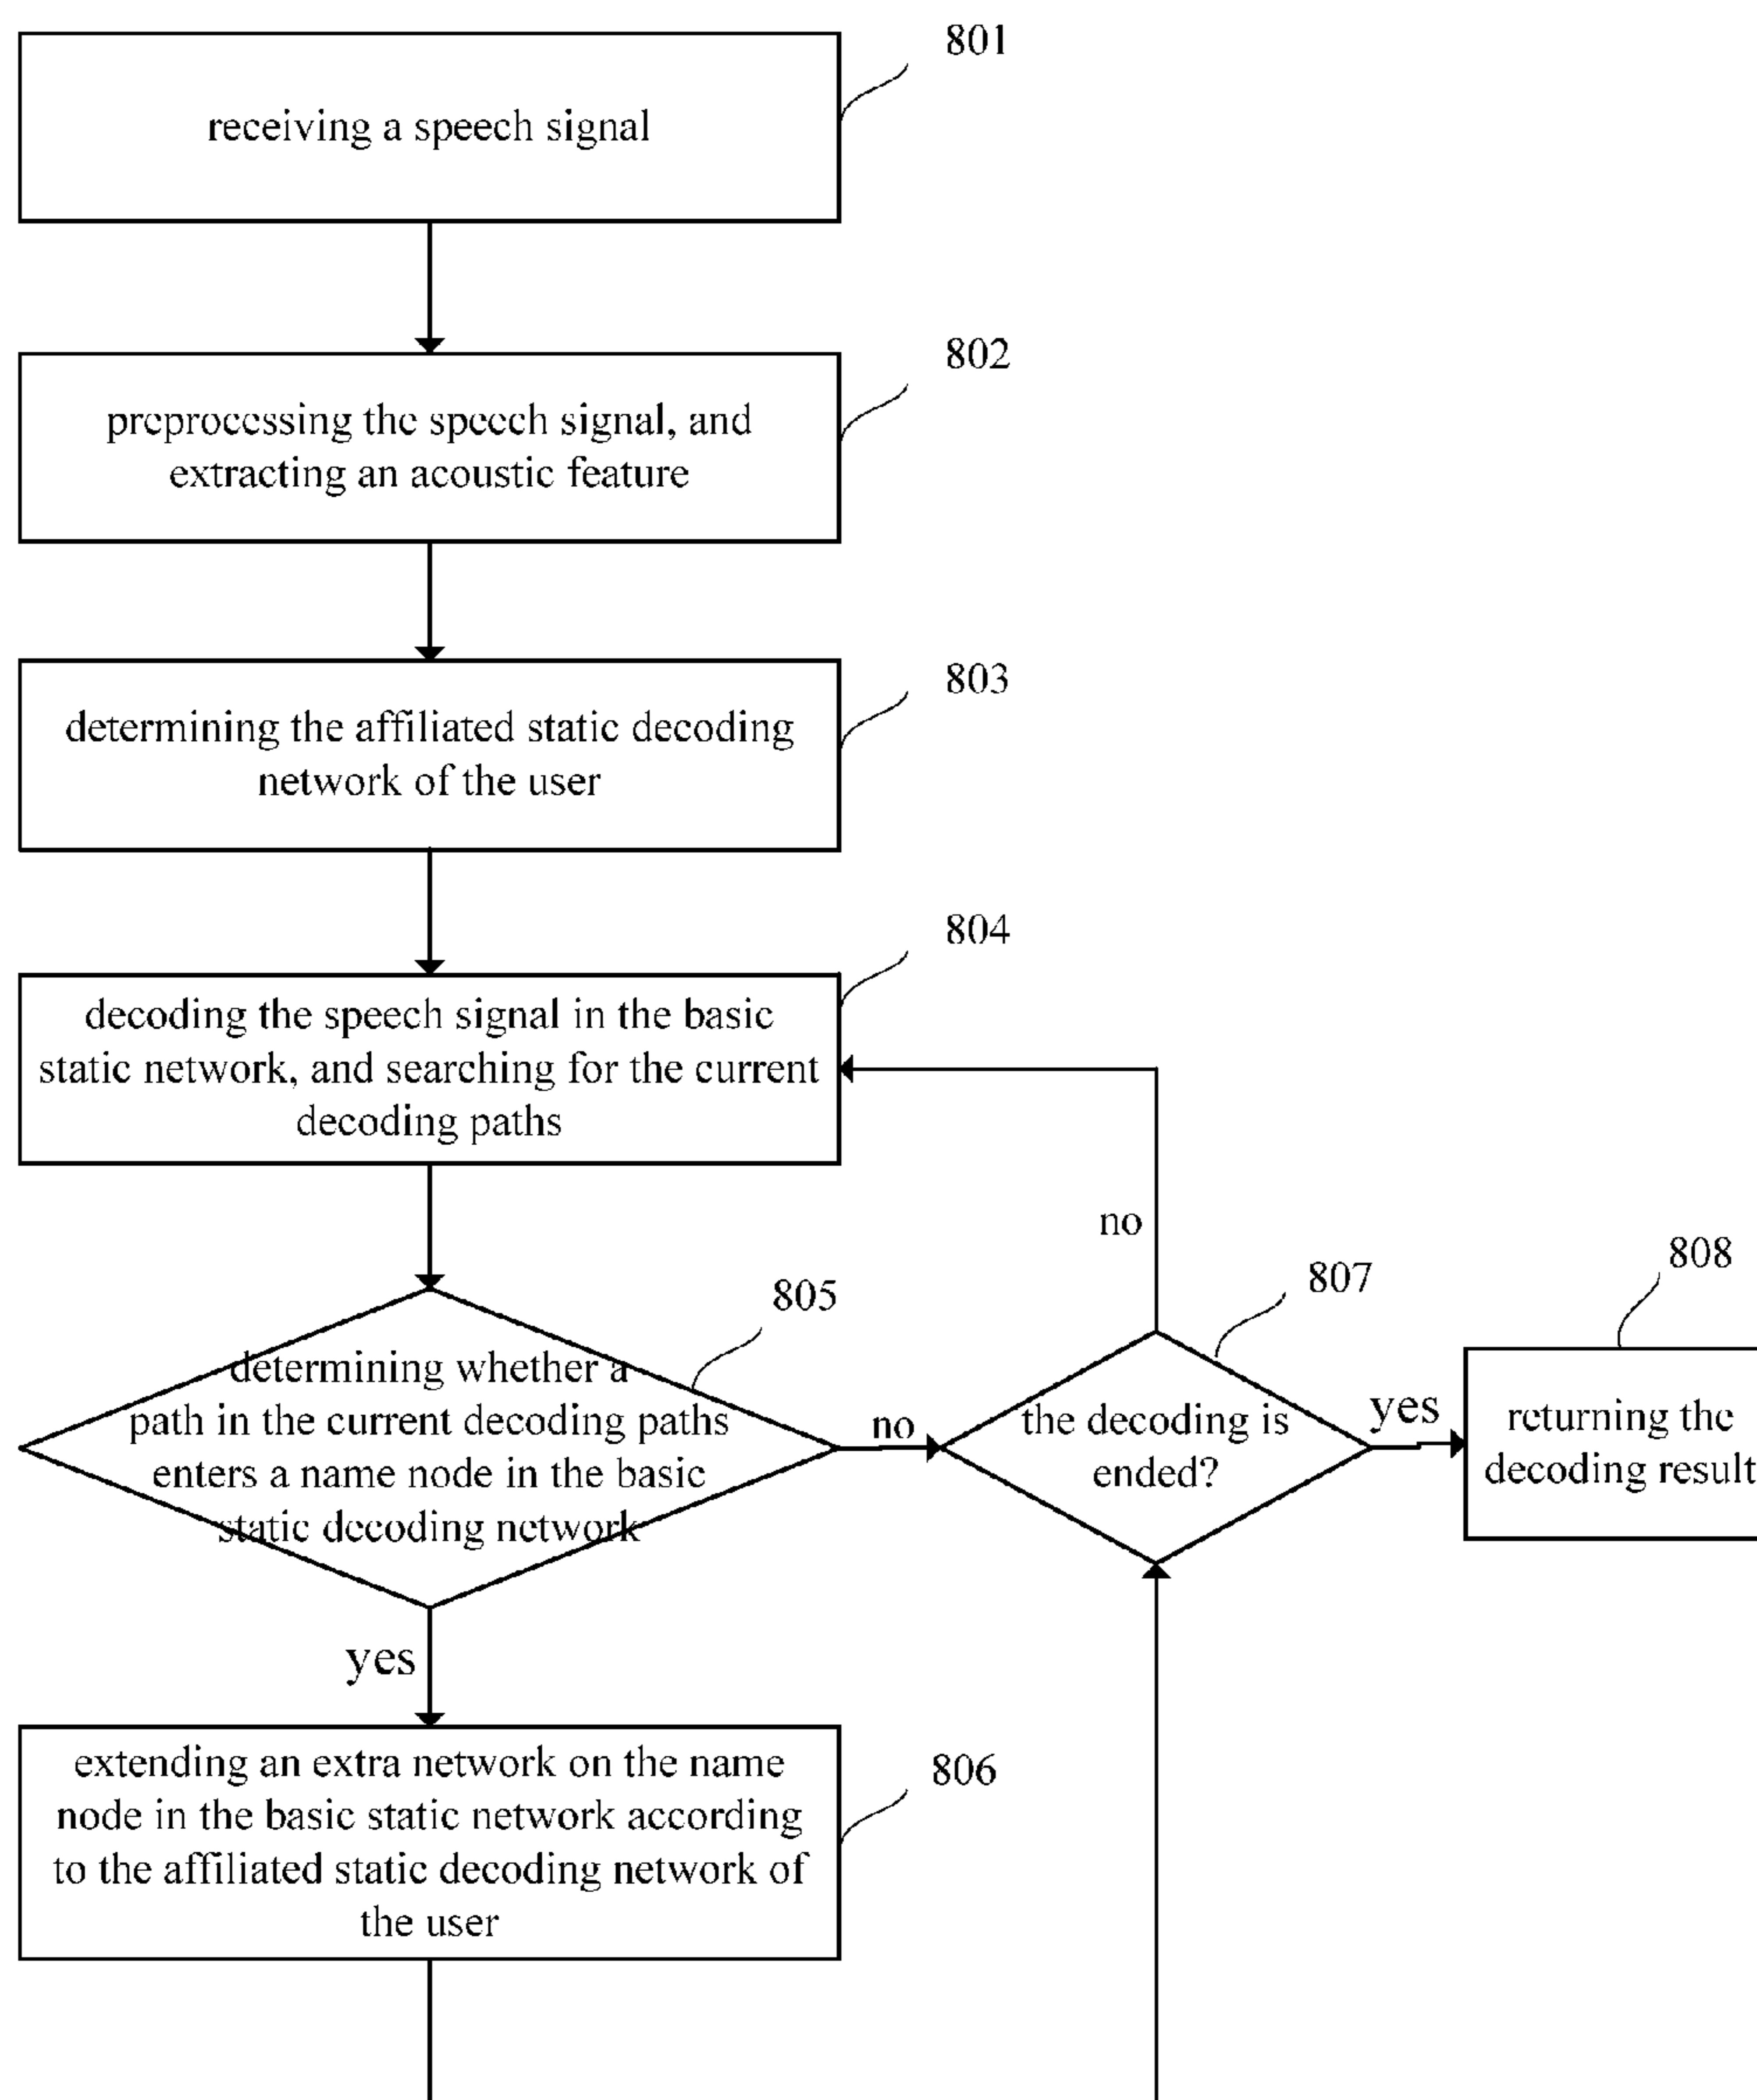 801
receiving a speech signal
802
preprocessing the speech signal, and
extracting an acoustic feature
803
determining the affiliated static decoding
network of the user
804
decoding the speech signal in the basic
static network, and searching for the current
decoding paths
no
805
determining whether a
path in the current decoding paths
enters a name node in the basic
static decoding network
no
807
the decoding is
ended?
yes
808
returning the
decoding result
yes
806
extending an extra network on the name
node in the basic static network according
to the affiliated static decoding network of
the user